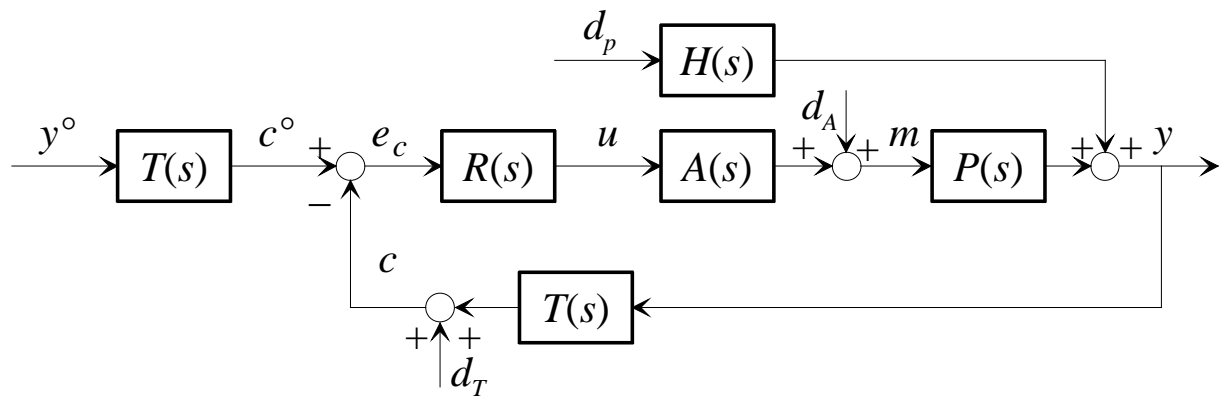 d_p H(s)
d_A
y° T(s) c° + e_c R(s) u A(s) + + m P(s) + + y
−
c
T(s)
+ +
d_T